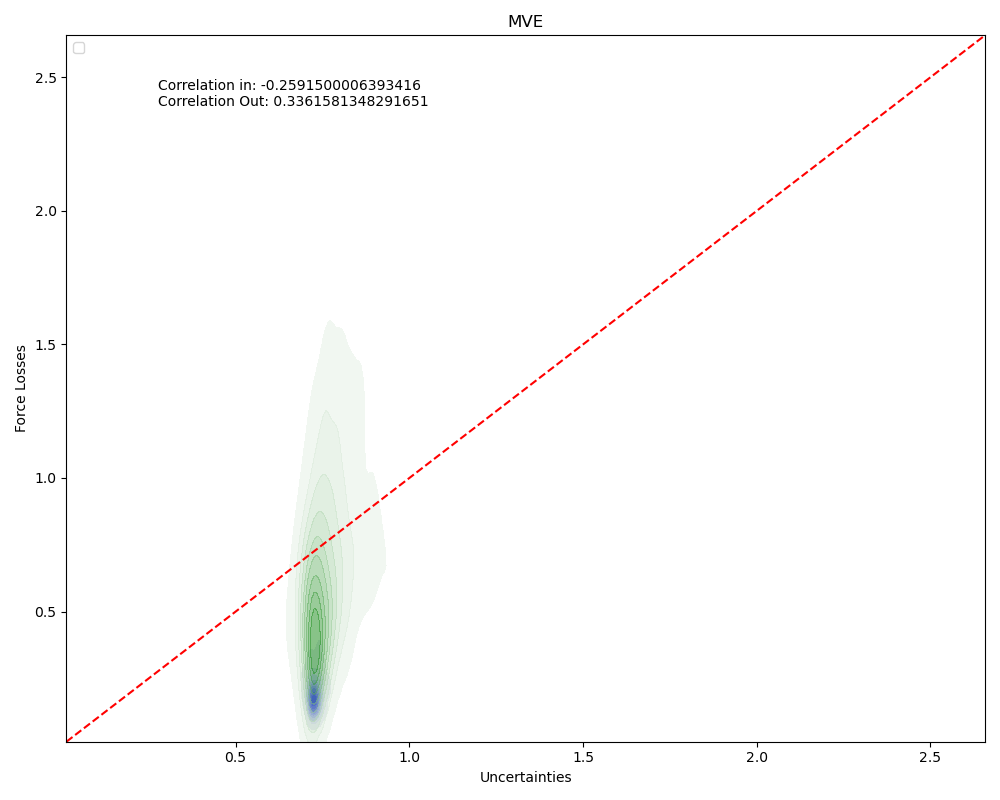 MVE
2.5
Correlation in: -0.2591500006393416
Correlation Out: 0.3361581348291651
2.0
1.5
Force Losses
1.0
0.5
0.5 1.0 1.5 2.0 2.5
Uncertainties